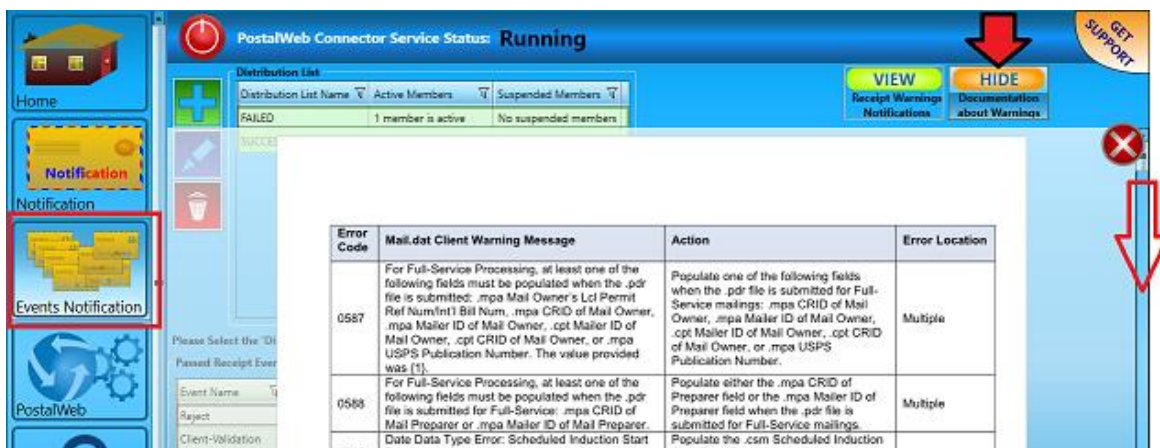 PostalWeb Connector Service Status: Running
GET
SUPPORT
Home
Distribution List
Distribution List Name
Active Members
Suspended Members
FAILED
1 member is active
No suspended members
VIEW
Receipt Warnings
Notifications
HIDE
Documentation
about Warnings
Notification
Notification
Events Notification
PostalWeb
Error
Code
Mail.dat Client Warning Message
Action
Error Location
0587
For Full-Service Processing, at least one of the
following fields must be populated when the .pdr
file is submitted: .mpa Mail Owner's Lcl Permit
Ref Num/Int'l Bill Num, .mpa CRID of Mail Owner,
.mpa Mailer ID of Mail Owner, .cpt Mailer ID of
Mail Owner, .cpt CRID of Mail Owner, or .mpa
USPS Publication Number. The value provided
was {1}.
Populate one of the following fields
when the .pdr file is submitted for Full-
Service mailings: .mpa CRID of Mail
Owner, .mpa Mailer ID of Mail Owner,
.cpt Mailer ID of Mail Owner, .cpt CRID
of Mail Owner, or .mpa USPS
Publication Number.
Multiple
0588
For Full-Service Processing, at least one of the
following fields must be populated when the .pdr
file is submitted for Full-Service: .mpa CRID of
Mail Preparer or .mpa Mailer ID of Mail Preparer.
Populate either the .mpa CRID of
Preparer field or the .mpa Mailer ID of
Preparer field when the .pdr file is
submitted for Full-Service mailings.
Multiple
Date Data Type Error: Scheduled Induction Start
Populate the .csm Scheduled Induction
Please Select the 'Di
Passed Receipt Even
Event Name
Reject
Client-Validation